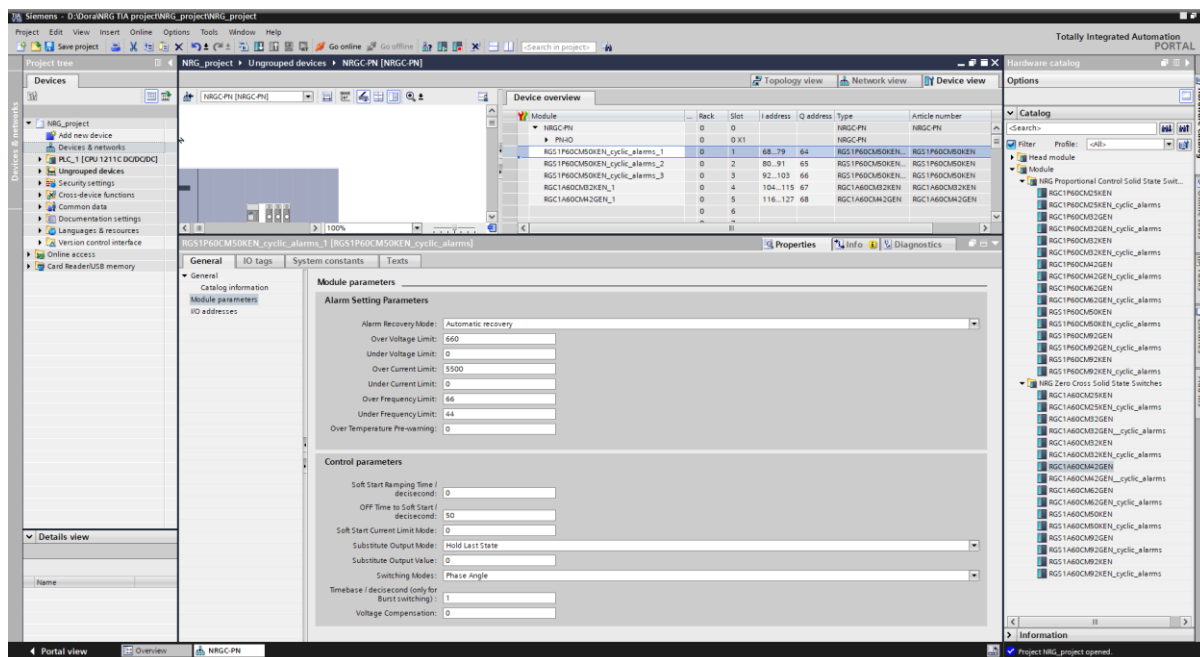 Siemens - D:\Dora\NRG TIA project\NRG_project\NRG_project
Project Edit View Insert Online Options Tools Window Help
Totally Integrated Automation
PORTAL
Save project Go online Go offline <Search in project>
Project tree
Devices
Devices & networks
NRG_project
Add new device
Devices & networks
PLC_1 [CPU 1211C DC/DC/DC]
Ungrouped devices
Security settings
Cross-device functions
Common data
Documentation settings
Languages & resources
Version control interface
Online access
Card Reader/USB memory
Details view
Name
NRG_project Ungrouped devices NRGC-PN [NRGC-PN]
Topology view Network view Device view
NRGC-PN [NRGC-PN]
100%
Device overview
Module ... Rack Slot I address Q address Type Article number
NRGC-PN 0 0 NRGC-PN NRGC-PN
PN-IO 0 0 X1 NRGC-PN
RGS1P60CM50KEN_cyclic_alarms_1 0 1 68...79 64 RGS1P60CM50KEN... RGS1P60CM50KEN
RGS1P60CM50KEN_cyclic_alarms_2 0 2 80...91 65 RGS1P60CM50KEN... RGS1P60CM50KEN
RGS1P60CM50KEN_cyclic_alarms_3 0 3 92...103 66 RGS1P60CM50KEN... RGS1P60CM50KEN
RGC1A60CM32KEN_1 0 4 104...115 67 RGC1A60CM32KEN RGC1A60CM32KEN
RGC1A60CM42GEN_1 0 5 116...127 68 RGC1A60CM42GEN RGC1A60CM42GEN
0 6
RGS1P60CM50KEN_cyclic_alarms_1 [RGS1P60CM50KEN_cyclic_alarms]
Properties Info Diagnostics
General IO tags System constants Texts
General
Catalog information
Module parameters
I/O addresses
Module parameters
Alarm Setting Parameters
Alarm Recovery Mode: Automatic recovery
Over Voltage Limit: 660
Under Voltage Limit: 0
Over Current Limit: 5500
Under Current Limit: 0
Over Frequency Limit: 66
Under Frequency Limit: 44
Over Temperature Pre-warning: 0
Control parameters
Soft Start Ramping Time /
decisecond: 0
OFF Time to Soft Start /
decisecond: 50
Soft Start Current Limit Mode: 0
Substitute Output Mode: Hold Last State
Substitute Output Value: 0
Switching Modes: Phase Angle
Timebase / decisecond (only for
Burst switching) : 1
Voltage Compensation: 0
Hardware catalog
Options
Catalog
<Search>
Filter Profile: <All>
Head module
Module
NRG Proportional Control Solid State Swit...
RGC1P60CM25KEN
RGC1P60CM25KEN_cyclic_alarms
RGC1P60CM32GEN
RGC1P60CM32GEN_cyclic_alarms
RGC1P60CM32KEN
RGC1P60CM32KEN_cyclic_alarms
RGC1P60CM42GEN
RGC1P60CM42GEN_cyclic_alarms
RGC1P60CM62GEN
RGC1P60CM62GEN_cyclic_alarms
RGS1P60CM50KEN
RGS1P60CM50KEN_cyclic_alarms
RGS1P60CM92GEN
RGS1P60CM92GEN_cyclic_alarms
RGS1P60CM92KEN
RGS1P60CM92KEN_cyclic_alarms
NRG Zero Cross Solid State Switches
RGC1A60CM25KEN
RGC1A60CM25KEN_cyclic_alarms
RGC1A60CM32GEN
RGC1A60CM32GEN__cyclic_alarms
RGC1A60CM32KEN
RGC1A60CM32KEN_cyclic_alarms
RGC1A60CM42GEN
RGC1A60CM42GEN__cyclic_alarms
RGC1A60CM62GEN
RGC1A60CM62GEN_cyclic_alarms
RGS1A60CM50KEN
RGS1A60CM50KEN_cyclic_alarms
RGS1A60CM92GEN
RGS1A60CM92GEN_cyclic_alarms
RGS1A60CM92KEN
RGS1A60CM92KEN_cyclic_alarms
Information
Portal view Overview NRGC-PN
Project NRG_project opened.